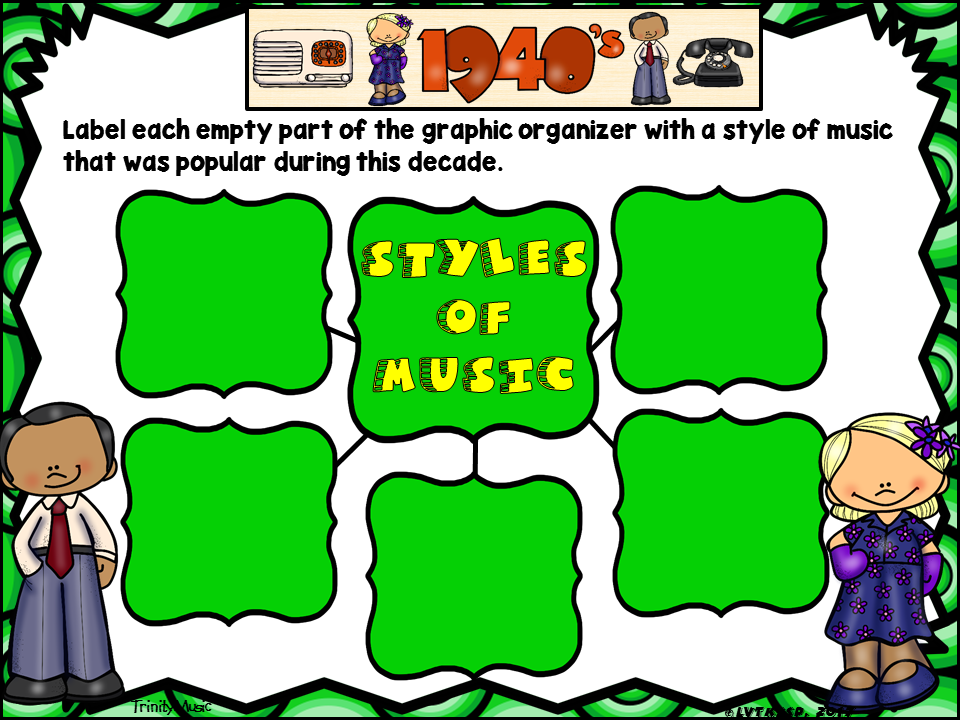 1940's
Label each empty part of the graphic organizer with a style of music
that was popular during this decade.
STYLES
OF
MUSIC
Trinity Music